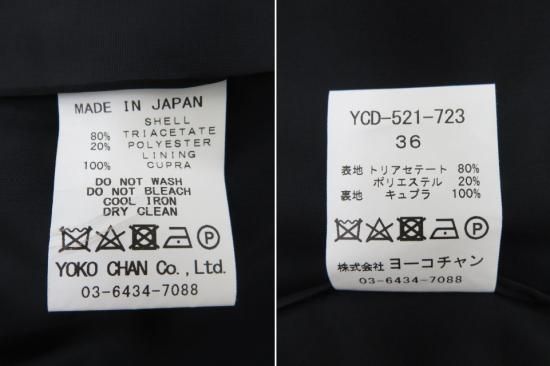 MADE IN JAPAN
SHELL
80% TRIACETATE
20% POLYESTER
LINING
100% CUPRA
DO NOT WASH
DO NOT BLEACH
COOL IRON
DRY CLEAN
P
YOKO CHAN Co., Ltd.
03-6434-7088
YCD-521-723
36
表地 トリアセテート 80%
ポリエステル 20%
裏地 キュプラ 100%
P
株式会社 ヨーコチャン
03-6434-7088